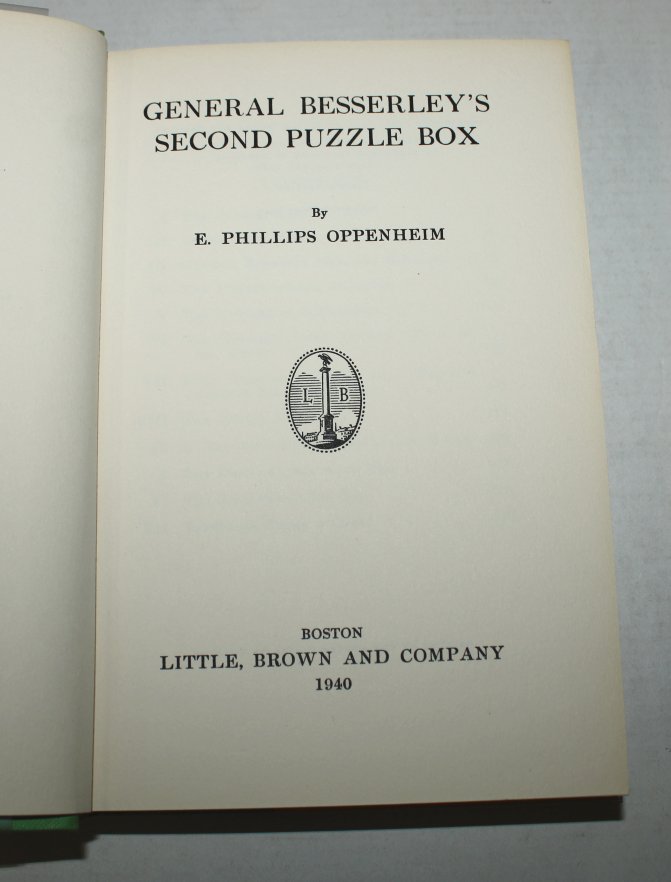 GENERAL BESSERLEY'S
SECOND PUZZLE BOX
By
E. PHILLIPS OPPENHEIM
L B
BOSTON
LITTLE, BROWN AND COMPANY
1940